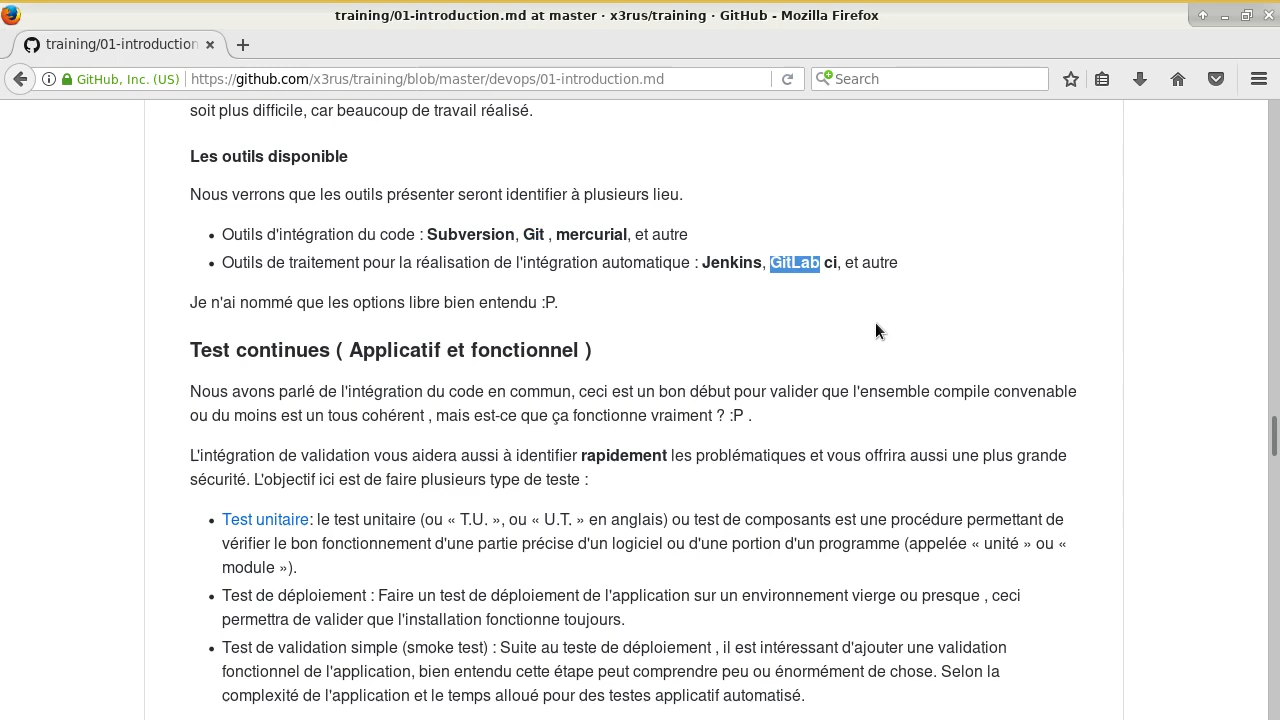 training/01-introduction.md at master · x3rus/training · GitHub - Mozilla Firefox
training/01-introduction
GitHub, Inc. (US)
https://github.com/x3rus/training/blob/master/devops/01-introduction.md
Search
soit plus difficile, car beaucoup de travail réalisé.
Les outils disponible
Nous verrons que les outils présenter seront identifier à plusieurs lieu.
• Outils d'intégration du code : Subversion, Git , mercurial, et autre
• Outils de traitement pour la réalisation de l'intégration automatique : Jenkins, GitLab ci, et autre
Je n'ai nommé que les options libre bien entendu :P.
Test continues ( Applicatif et fonctionnel )
Nous avons parlé de l'intégration du code en commun, ceci est un bon début pour valider que l'ensemble compile convenable
ou du moins est un tous cohérent , mais est-ce que ça fonctionne vraiment ? :P .
L'intégration de validation vous aidera aussi à identifier rapidement les problématiques et vous offrira aussi une plus grande
sécurité. L'objectif ici est de faire plusieurs type de teste :
• Test unitaire: le test unitaire (ou « T.U. », ou « U.T. » en anglais) ou test de composants est une procédure permettant de
vérifier le bon fonctionnement d'une partie précise d'un logiciel ou d'une portion d'un programme (appelée « unité » ou «
module »).
• Test de déploiement : Faire un test de déploiement de l'application sur un environnement vierge ou presque , ceci
permettra de valider que l'installation fonctionne toujours.
• Test de validation simple (smoke test) : Suite au teste de déploiement , il est intéressant d'ajouter une validation
fonctionnel de l'application, bien entendu cette étape peut comprendre peu ou énormément de chose. Selon la
complexité de l'application et le temps alloué pour des testes applicatif automatisé.